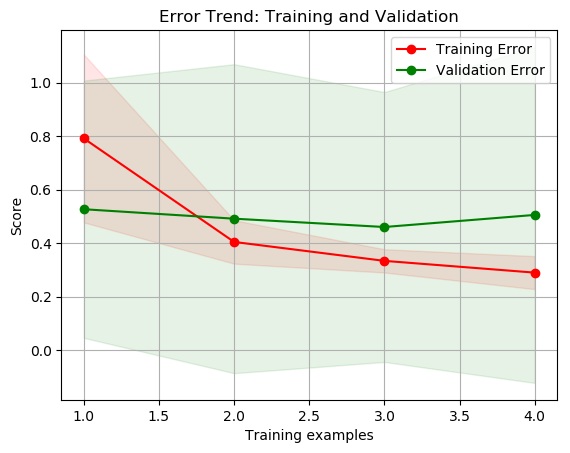 Error Trend: Training and Validation
Training Error
Validation Error
1.0
0.8
0.6
0.4
0.2
0.0
Score
1.0
1.5
2.0
2.5
3.0
3.5
4.0
Training examples